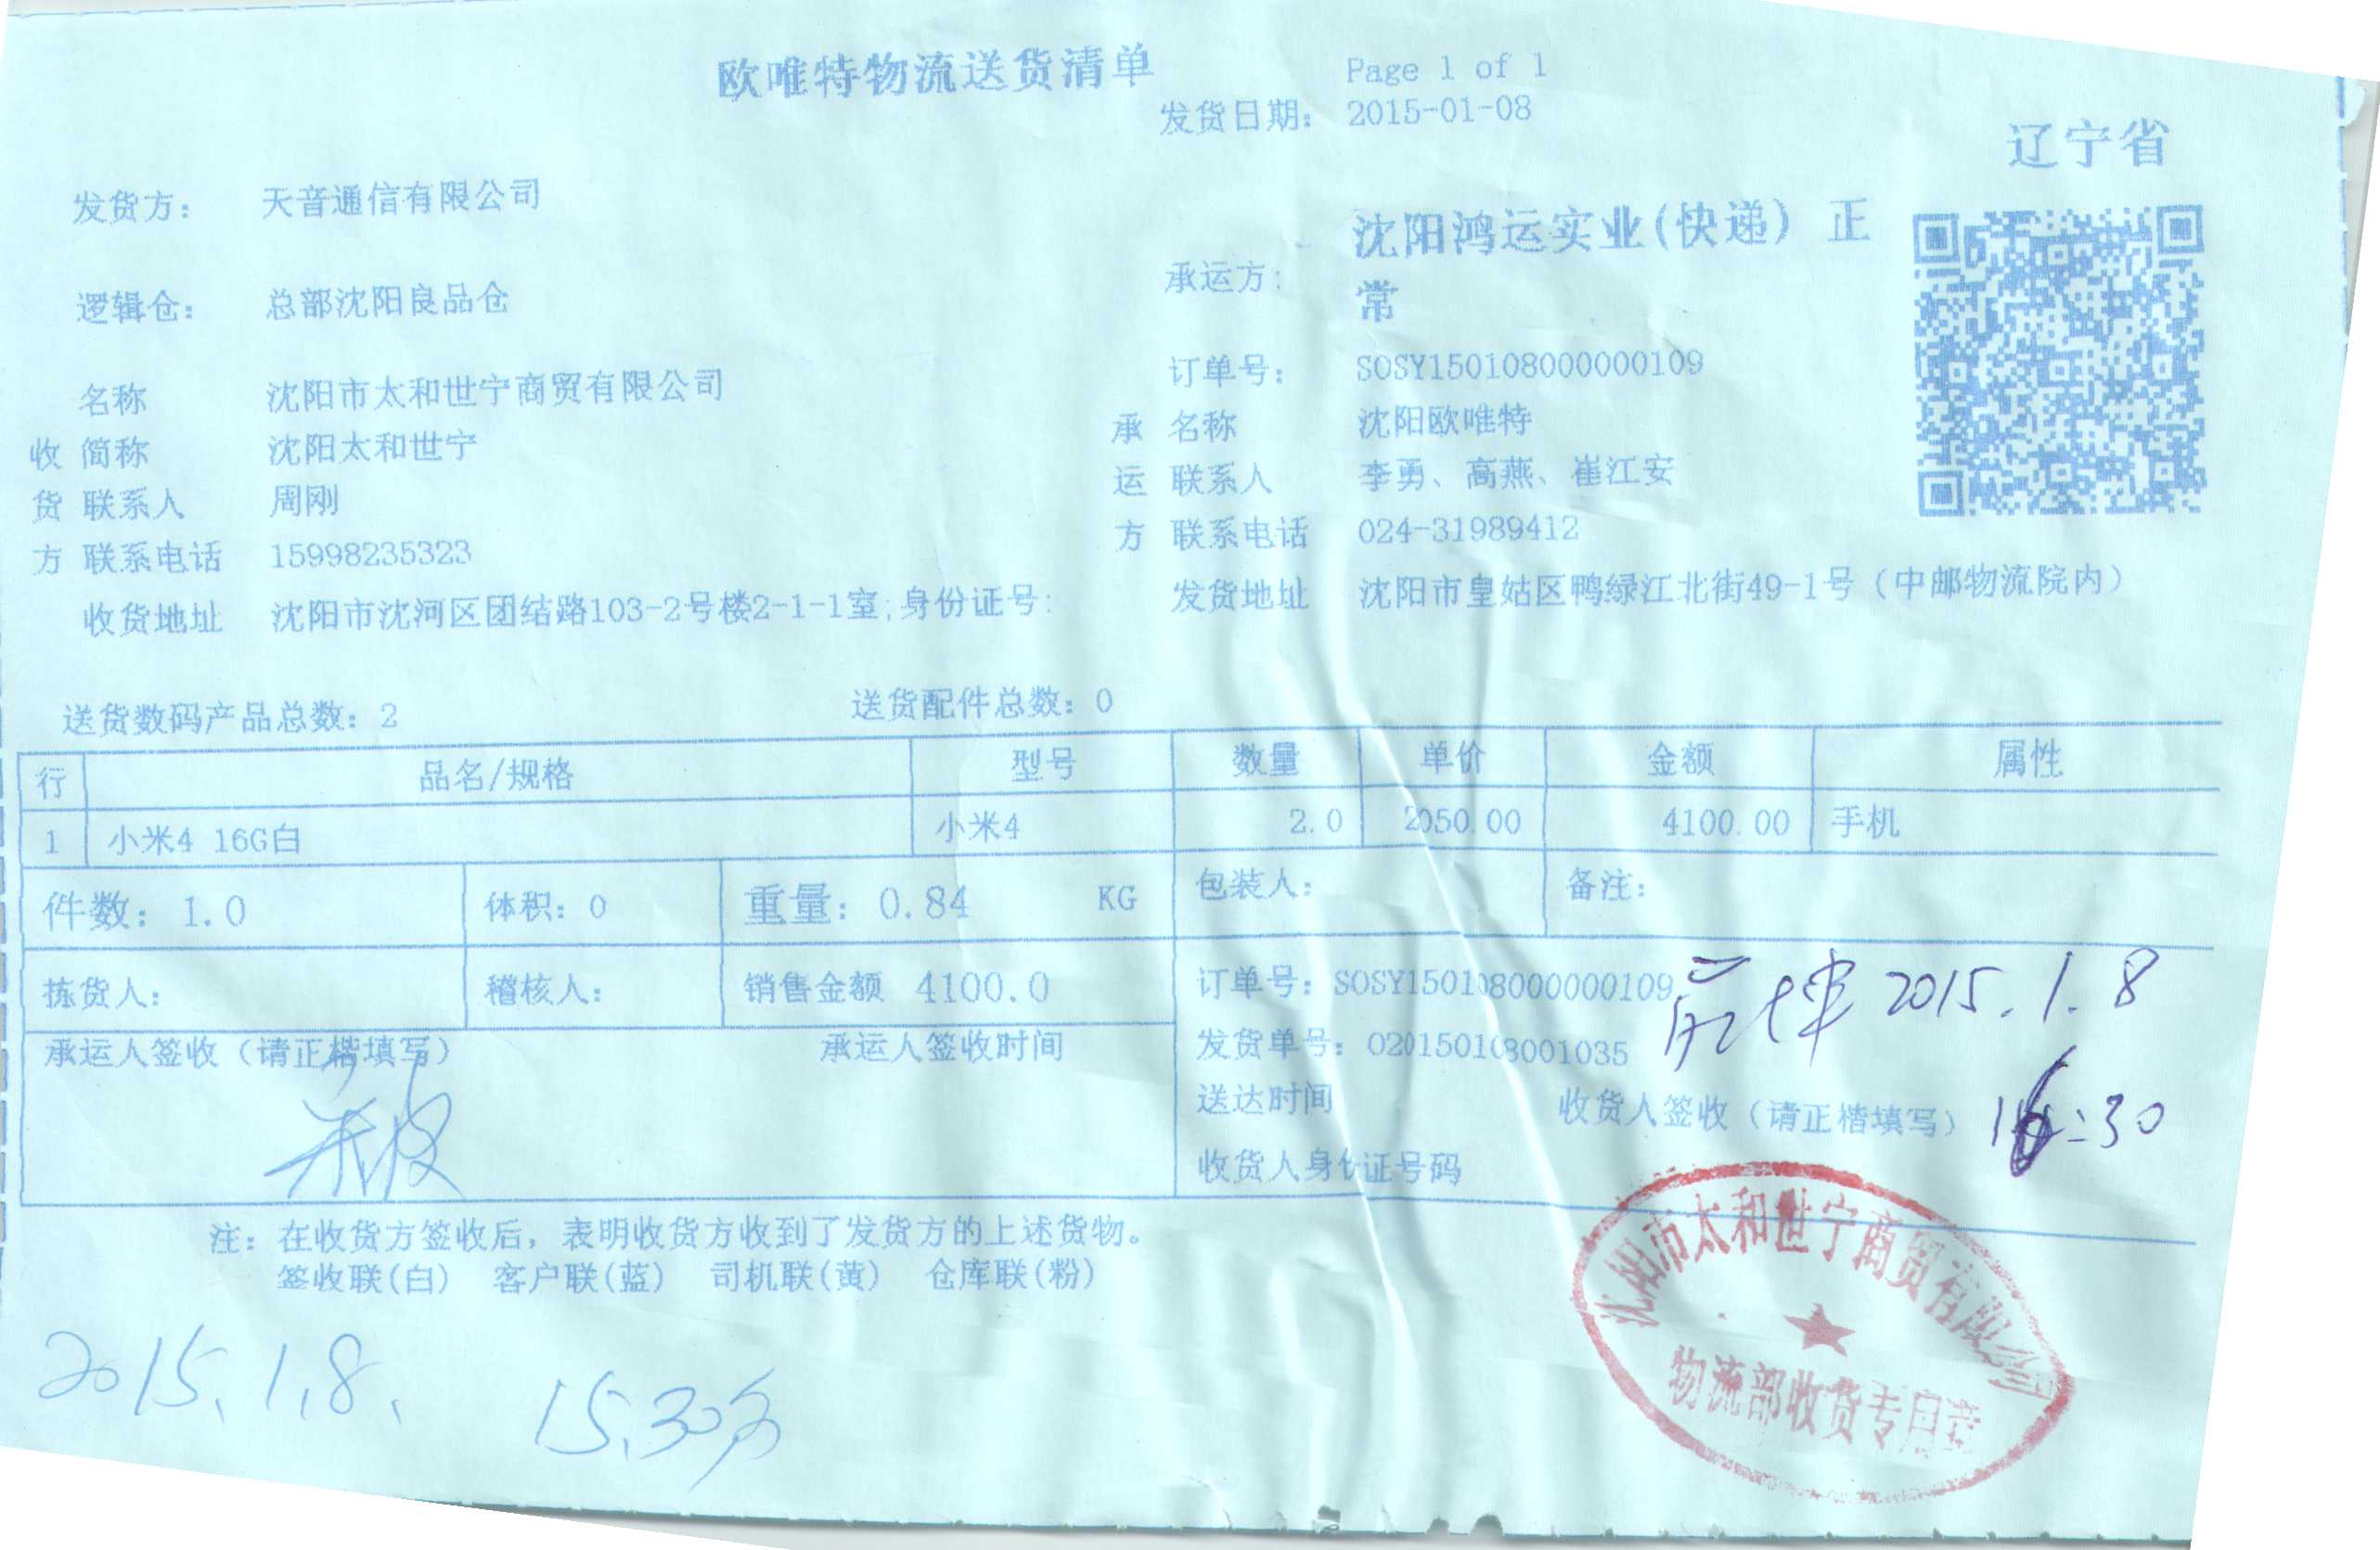 欧唯特物流送货清单
Page 1 of 1
发货日期： 2015-01-08
辽宁省
发货方： 天音通信有限公司
承运方： 沈阳鸿运实业(快递) 正常
逻辑仓： 总部沈阳良品仓
订单号： SOSY150108000000109
收货方
名称 沈阳市太和世宁商贸有限公司
简称 沈阳太和世宁
联系人 周刚
联系电话 15998235323
收货地址 沈阳市沈河区团结路103-2号楼2-1-1室;身份证号:
承运方
名称 沈阳欧唯特
联系人 李勇、高燕、崔江安
联系电话 024-31989412
发货地址 沈阳市皇姑区鸭绿江北街49-1号（中邮物流院内）
送货数码产品总数：2 送货配件总数：0
行 品名/规格 型号 数量 单价 金额 属性
1 小米4 16G白 小米4 2.0 2050.00 4100.00 手机
件数：1.0 体积：0 重量：0.84 KG 包装人： 备注：
拣货人： 稽核人： 销售金额 4100.0
订单号：SOSY150108000000109
2015.1.8
承运人签收（请正楷填写） 承运人签收时间
发货单号：O20150108001035
送达时间 收货人签收（请正楷填写） 16:30
收货人身份证号码
注：在收货方签收后，表明收货方收到了发货方的上述货物。
签收联(白) 客户联(蓝) 司机联(黄) 仓库联(粉)
2015.1.8. 15.30分
沈阳市太和世宁商贸有限公司
物流部收货专用章